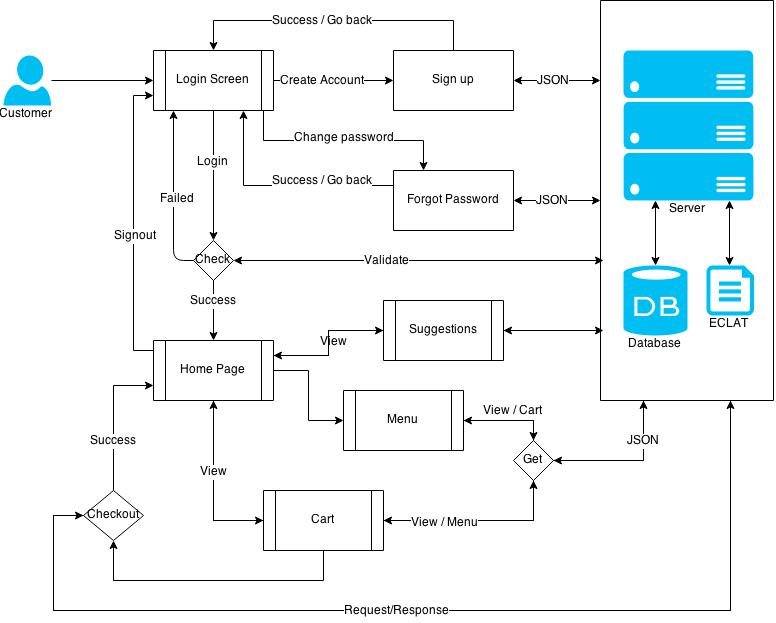 Success / Go back
Login Screen
Create Account
Sign up
JSON
Customer
Change password
Login
Success / Go back
Failed
Forgot Password
JSON
Server
Signout
Check
Validate
Success
DB
ECLAT
Database
Suggestions
View
Home Page
Menu
View / Cart
Success
JSON
Get
View
Checkout
Cart
View / Menu
Request/Response